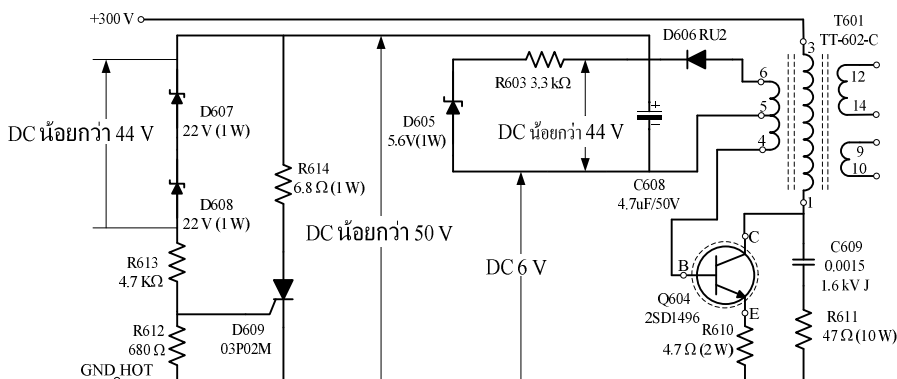 +300 V
T601
TT-602-C
D606 RU2
3
6
12
R603 3.3 kΩ
D607
22 V (1 W)
DC น้อยกว่า 44 V
D605
5.6V(1W)
DC น้อยกว่า 44 V
5
14
4
9
10
R614
6.8 Ω (1 W)
C608
4.7uF/50V
D608
22 V (1 W)
1
DC น้อยกว่า 50 V
R613
4.7 KΩ
DC 6 V
C
B
E
C609
0.0015
1.6 kV J
Q604
2SD1496
D609
03P02M
R612
680 Ω
R610
4.7 Ω (2 W)
R611
47 Ω (10 W)
GND HOT